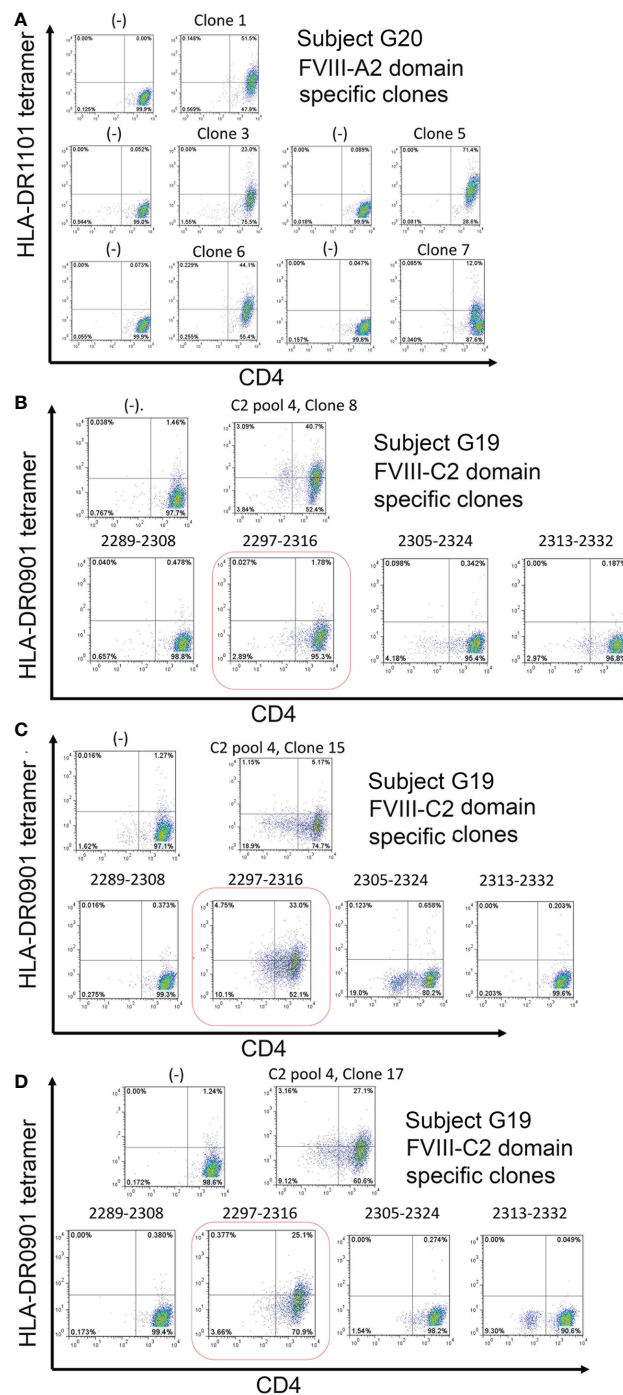 A
(-)
Clone 1
Subject G20
FVIII-A2 domain
specific clones
HLA-DR1101 tetramer
0.00% 0.00%
0.125% 99.9%
0.148% 51.5%
0.569% 47.8%
(-)
Clone 3
(-)
Clone 5
0.00% 0.052%
0.944% 99.0%
0.00% 23.0%
1.55% 75.5%
0.00% 0.089%
0.018% 99.9%
0.00% 71.4%
0.081% 28.6%
(-)
Clone 6
(-)
Clone 7
0.00% 0.073%
0.055% 99.9%
0.229% 44.1%
0.255% 55.4%
0.00% 0.047%
0.157% 99.8%
0.085% 12.0%
0.340% 87.6%
CD4
B
(-).
C2 pool 4, Clone 8
Subject G19
FVIII-C2 domain
specific clones
HLA-DR0901 tetramer
0.038% 1.46%
0.767% 97.7%
3.09% 40.7%
3.84% 52.4%
2289-2308
2297-2316
2305-2324
2313-2332
0.040% 0.478%
0.657% 98.8%
0.027% 1.78%
2.89% 95.3%
0.098% 0.342%
4.18% 95.4%
0.00% 0.187%
2.97% 96.8%
CD4
C
(-)
C2 pool 4, Clone 15
Subject G19
FVIII-C2 domain
specific clones
HLA-DR0901 tetramer
0.016% 1.27%
1.62% 97.1%
1.15% 5.17%
18.9% 74.7%
2289-2308
2297-2316
2305-2324
2313-2332
0.016% 0.373%
0.275% 99.3%
4.75% 33.0%
10.1% 52.1%
0.123% 0.658%
19.0% 80.2%
0.00% 0.203%
0.203% 99.6%
CD4
D
(-)
C2 pool 4, Clone 17
Subject G19
FVIII-C2 domain
specific clones
HLA-DR0901 tetramer
0.00% 1.24%
0.172% 98.6%
3.16% 27.1%
9.12% 60.6%
2289-2308
2297-2316
2305-2324
2313-2332
0.00% 0.380%
0.173% 99.4%
0.377% 25.1%
3.66% 70.9%
0.00% 0.274%
1.54% 98.2%
0.00% 0.049%
9.30% 90.6%
CD4